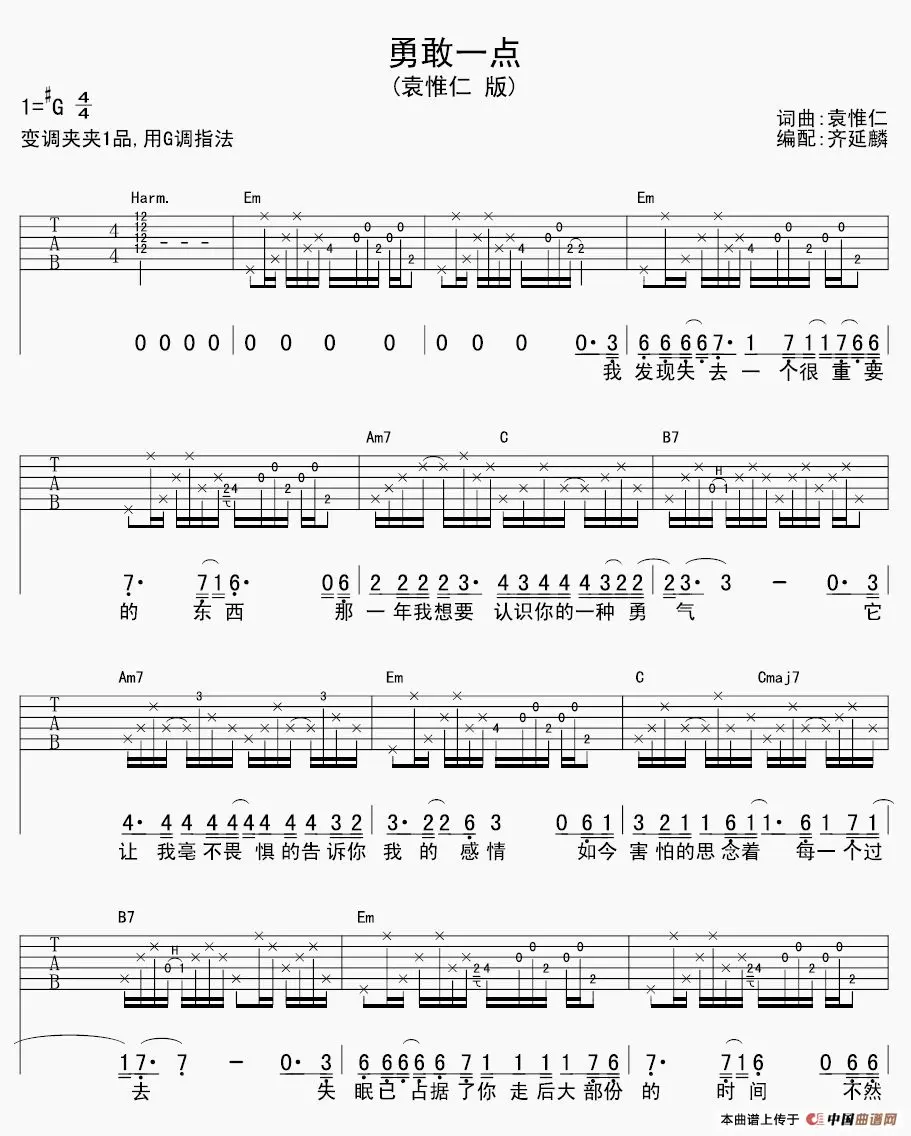 勇敢一点
(袁惟仁 版)
1=#G 4/4
词曲:袁惟仁
变调夹夹1品,用G调指法
编配:齐延麟
Harm. Em Em
0 0 0 0 0 0 0 0 0 0 0 0· 3 6 6 6 6 7· 1 7 1 1 7 6 6 6
我 发现失 去 一 个很 重 要
Am7 C B7
7· 7 1 6· 0 6 2 2 2 2 3· 4 3 4 4 4 3 2 2 2 3· 3 - 0· 3
的 东 西 那 一 年我想要 认识你的一种 勇 气 它
Am7 Em C Cmaj7
4· 4 4 4 4 4 4 4 4 3 2 3· 2 2 6 3 0 6 1 3 2 1 1 6 1 1· 6 1 7 1
让 我毫 不畏 惧的告诉你 我 的 感 情 如今 害 怕的思 念着 每一个过
B7 Em
1 7· 7 - 0· 3 6 6 6 6 6 7 1 1 1 7 6 7· 7 1 6 0 6 6
去 失 眠已 占据了你 走后大部份 的 时 间 不然
本曲谱上传于 中国曲谱网